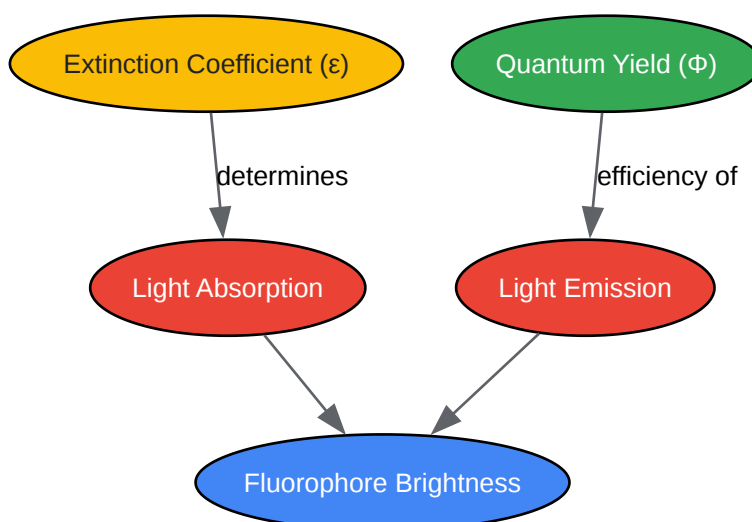 Extinction Coefficient (ε)
Quantum Yield (Φ)
determines
efficiency of
Light Absorption
Light Emission
Fluorophore Brightness